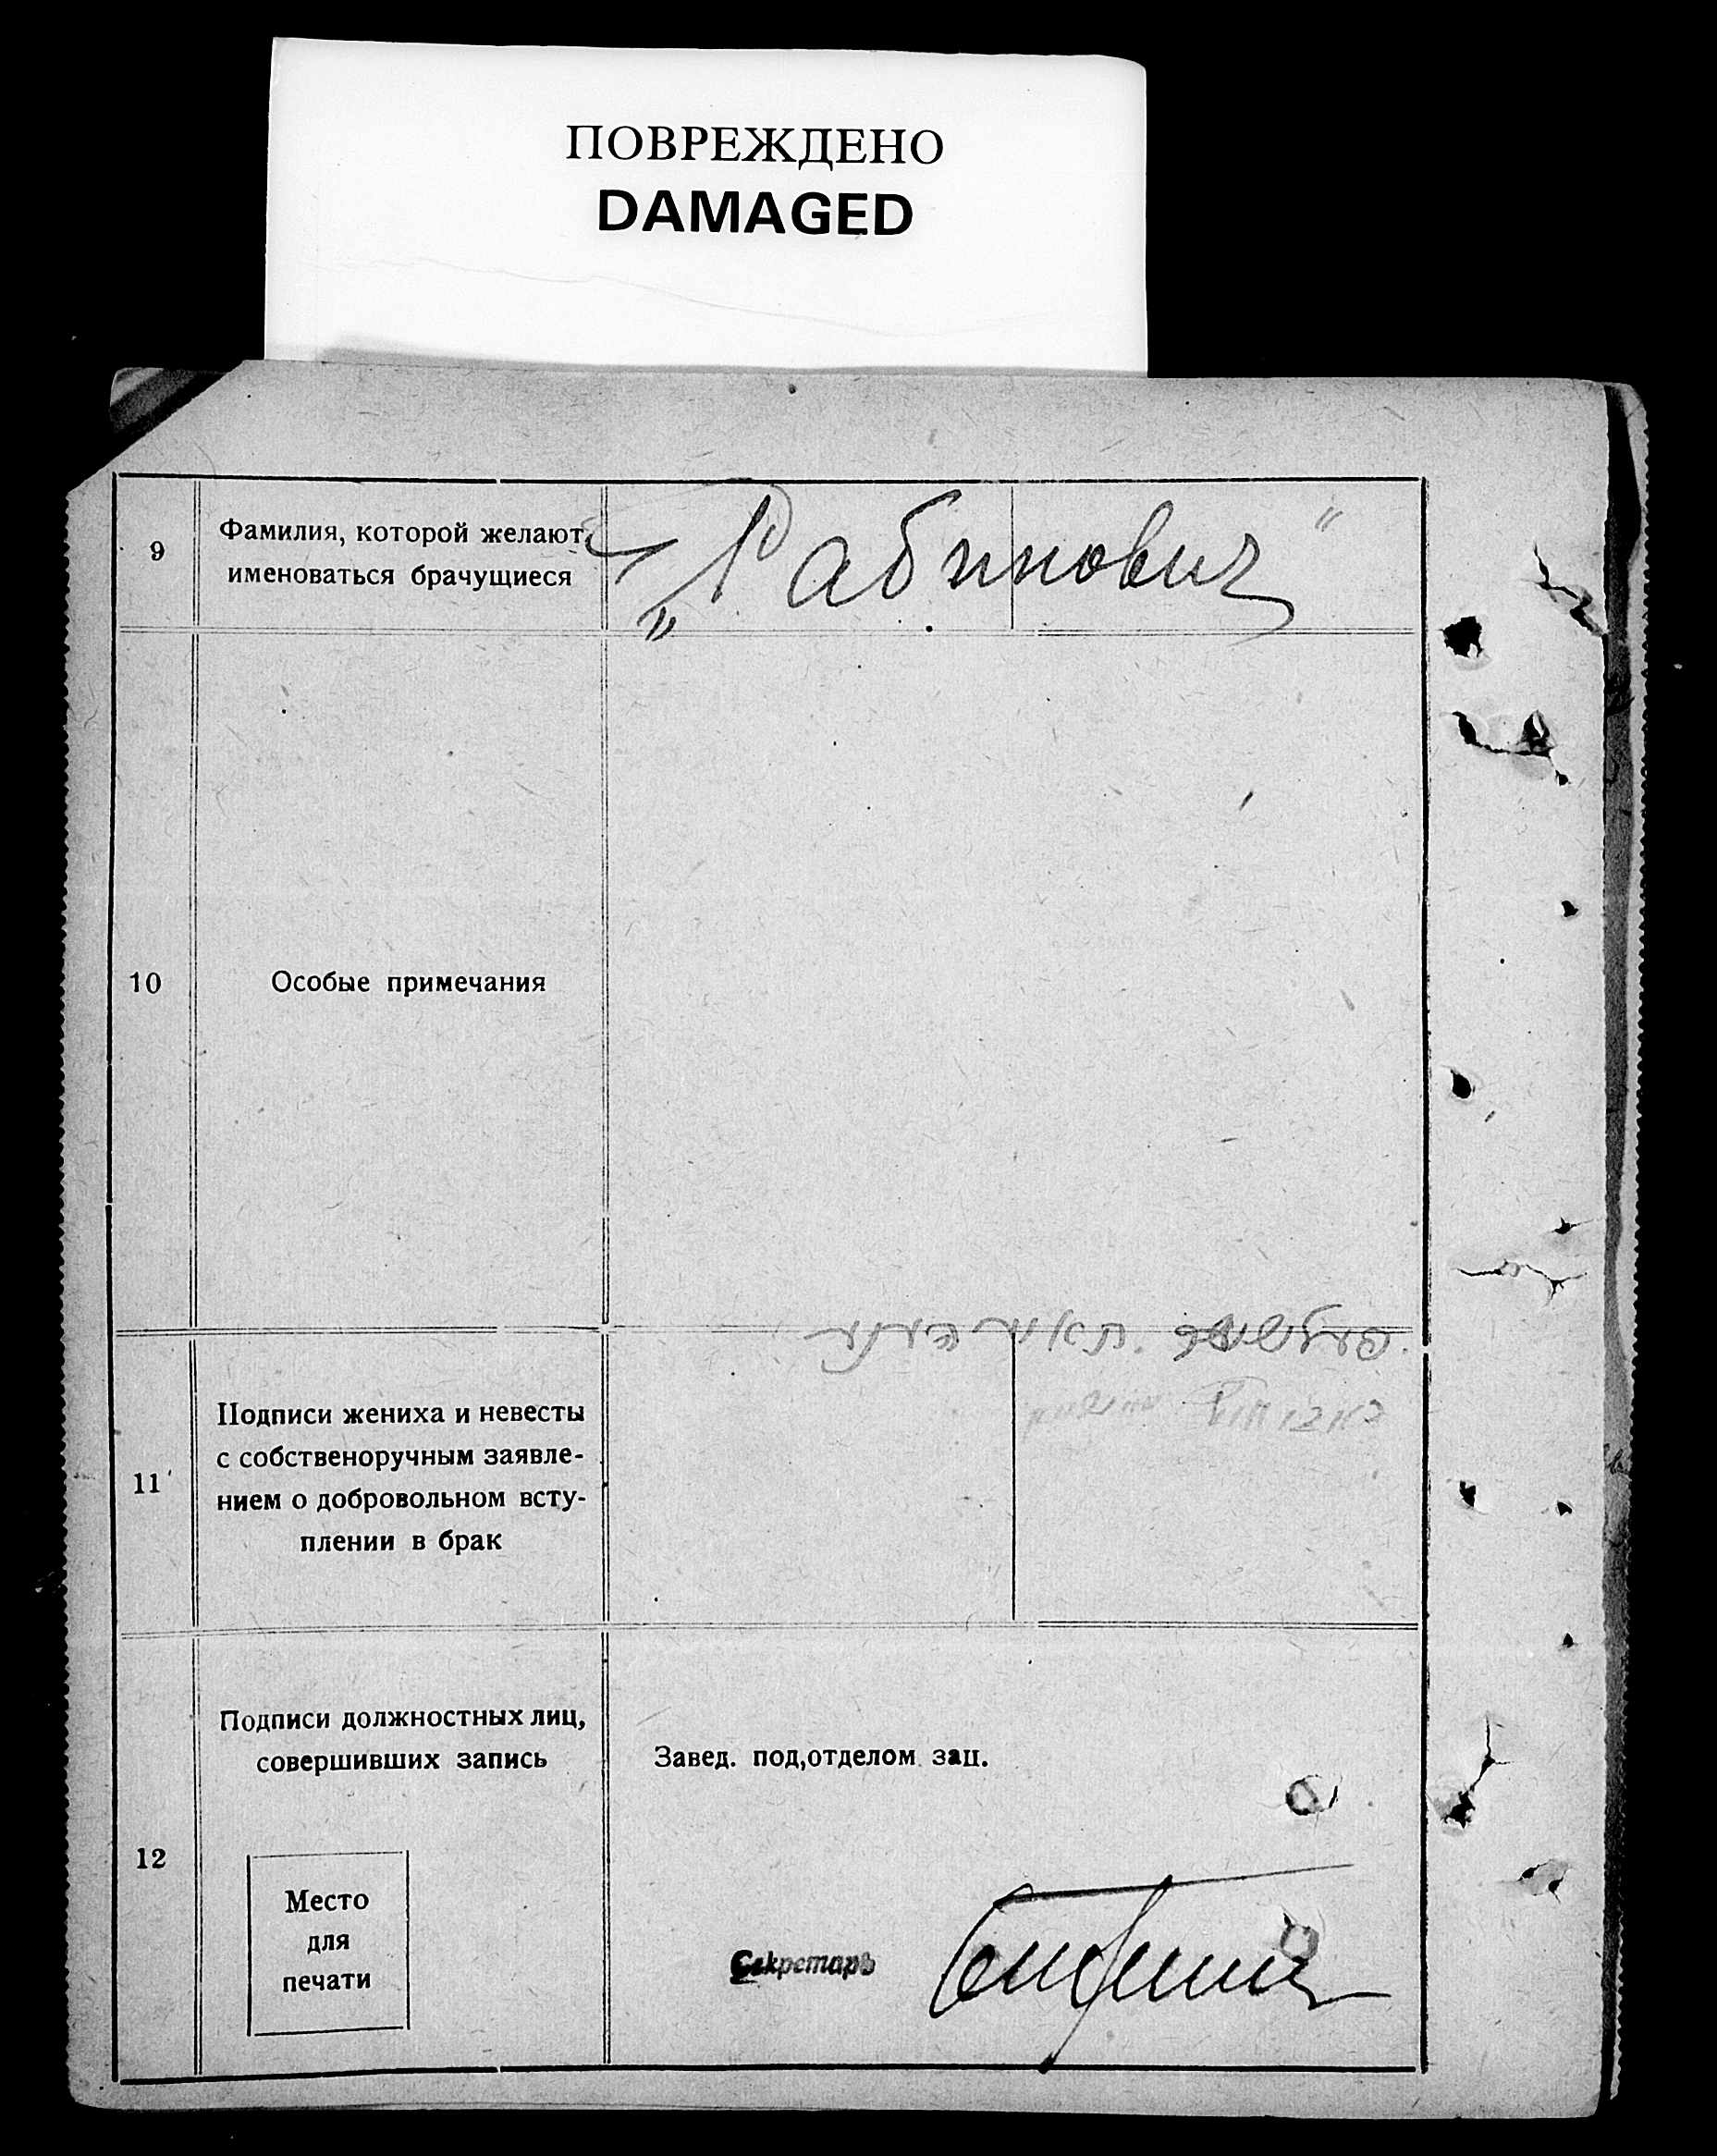 ПОВРЕЖДЕНО
DAMAGED
9
Фамилия, которой желают
именоваться брачущиеся
„Рабинович"
10
Особые примечания
11
Подписи жениха и невесты
с собственоручным заявле-
нием о добровольном всту-
плении в брак
12
Подписи должностных лиц,
совершивших запись
Завед. под,отделом зац.
Место
для
печати
Секретарь